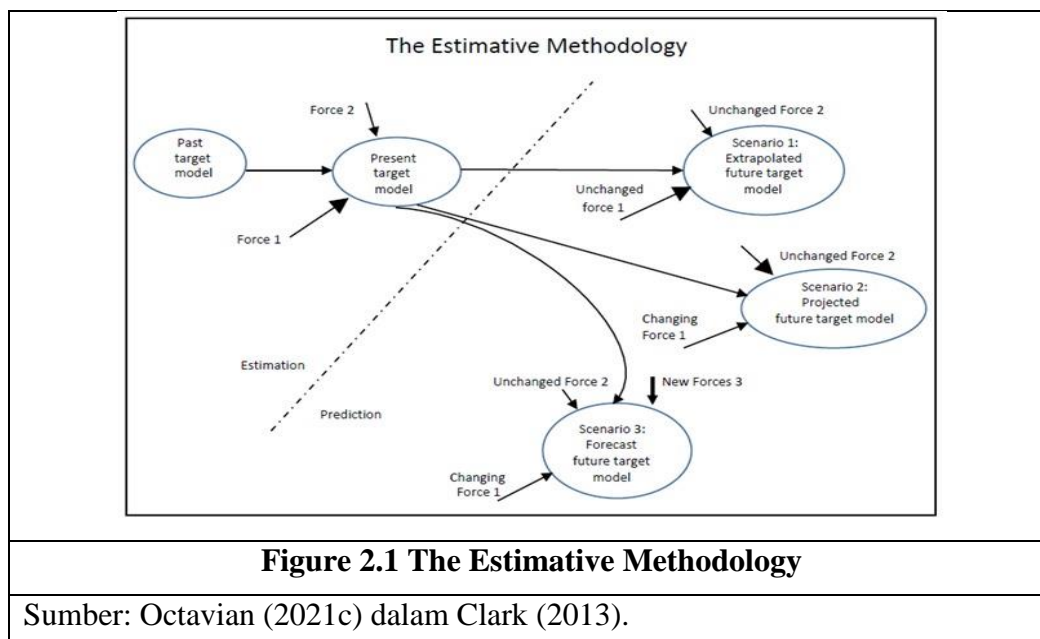 The Estimative Methodology
Force 2
Unchanged Force 2
Past
target
model
Present
target
model
Scenario 1:
Extrapolated
future target
model
Unchanged
force 1
Force 1
Unchanged Force 2
Scenario 2:
Projected
future target model
Changing
Force 1
Estimation
Prediction
Unchanged Force 2
New Forces 3
Scenario 3:
Forecast
future target
model
Changing
Force 1
Figure 2.1 The Estimative Methodology
Sumber: Octavian (2021c) dalam Clark (2013).